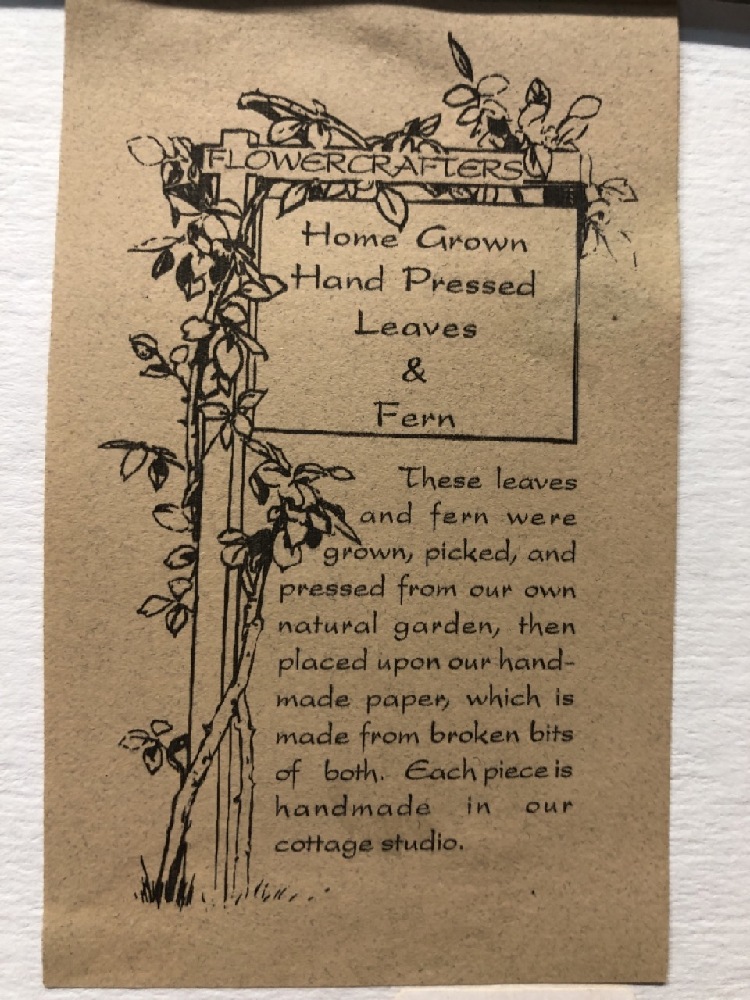 FLOWERCRAFTERS
Home Grown
Hand Pressed
Leaves
&
Fern
These leaves
and fern were
grown, picked, and
pressed from our own
natural garden, then
placed upon our hand-
made paper, which is
made from broken bits
of both. Each piece is
handmade in our
cottage studio.